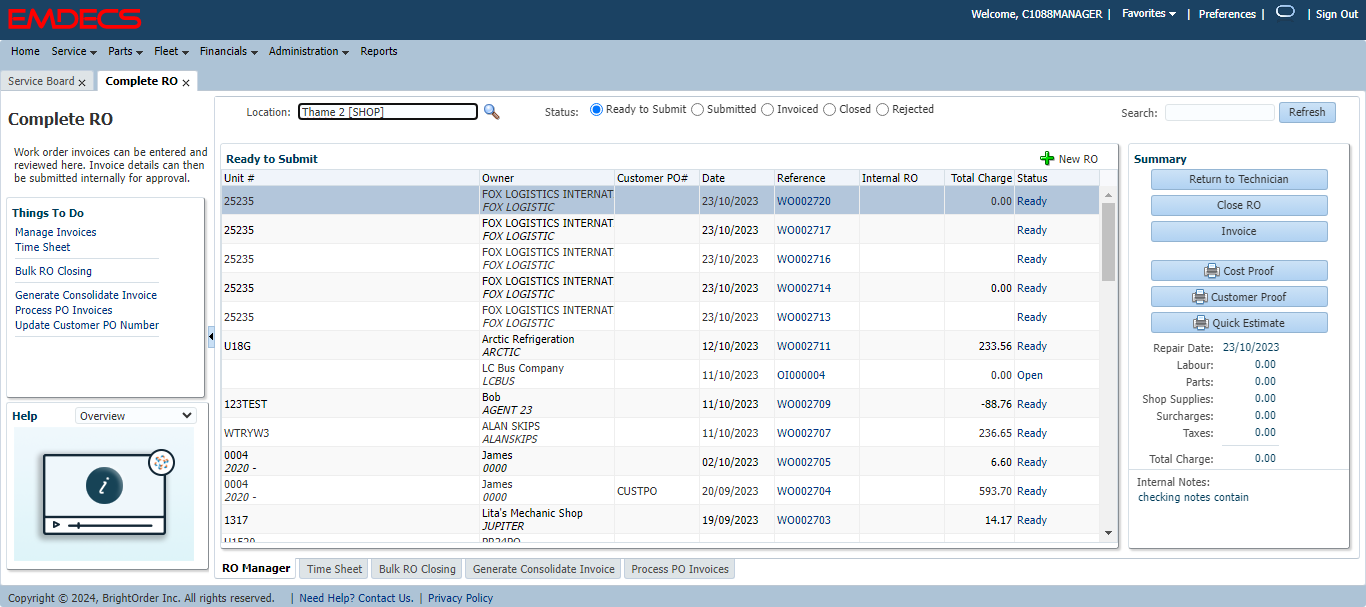 EMDECS
Welcome, C1088MANAGER | Favorites | Preferences | | Sign Out
Home Service Parts Fleet Financials Administration Reports
Service Board x Complete RO x
Complete RO
Work order invoices can be entered and
reviewed here. Invoice details can then
be submitted internally for approval.
Things To Do
Manage Invoices
Time Sheet
Bulk RO Closing
Generate Consolidate Invoice
Process PO Invoices
Update Customer PO Number
Help Overview
i
Location: Thame 2 [SHOP] Status: Ready to Submit Submitted Invoiced Closed Rejected Search: Refresh
Ready to Submit New RO
Unit # Owner Customer PO# Date Reference Internal RO Total Charge Status
25235 FOX LOGISTICS INTERNAT 23/10/2023 WO002720 0.00 Ready
FOX LOGISTIC
25235 FOX LOGISTICS INTERNAT 23/10/2023 WO002717 Ready
FOX LOGISTIC
25235 FOX LOGISTICS INTERNAT 23/10/2023 WO002716 Ready
FOX LOGISTIC
25235 FOX LOGISTICS INTERNAT 23/10/2023 WO002714 0.00 Ready
FOX LOGISTIC
25235 FOX LOGISTICS INTERNAT 23/10/2023 WO002713 Ready
FOX LOGISTIC
U18G Arctic Refrigeration 12/10/2023 WO002711 233.56 Ready
ARCTIC
LC Bus Company 11/10/2023 OI000004 0.00 Open
LCBUS
123TEST Bob 11/10/2023 WO002709 -88.76 Ready
AGENT 23
WTRYW3 ALAN SKIPS 11/10/2023 WO002707 236.65 Ready
ALANSKIPS
0004 James 02/10/2023 WO002705 6.60 Ready
2020 - 0000
0004 James CUSTPO 20/09/2023 WO002704 593.70 Ready
2020 - 0000
1317 Lita's Mechanic Shop 19/09/2023 WO002703 14.17 Ready
JUPITER
Summary
Return to Technician
Close RO
Invoice
Cost Proof
Customer Proof
Quick Estimate
Repair Date: 23/10/2023
Labour: 0.00
Parts: 0.00
Shop Supplies: 0.00
Surcharges: 0.00
Taxes: 0.00
Total Charge: 0.00
Internal Notes:
checking notes contain
RO Manager Time Sheet Bulk RO Closing Generate Consolidate Invoice Process PO Invoices
Copyright © 2024, BrightOrder Inc. All rights reserved. | Need Help? Contact Us. | Privacy Policy